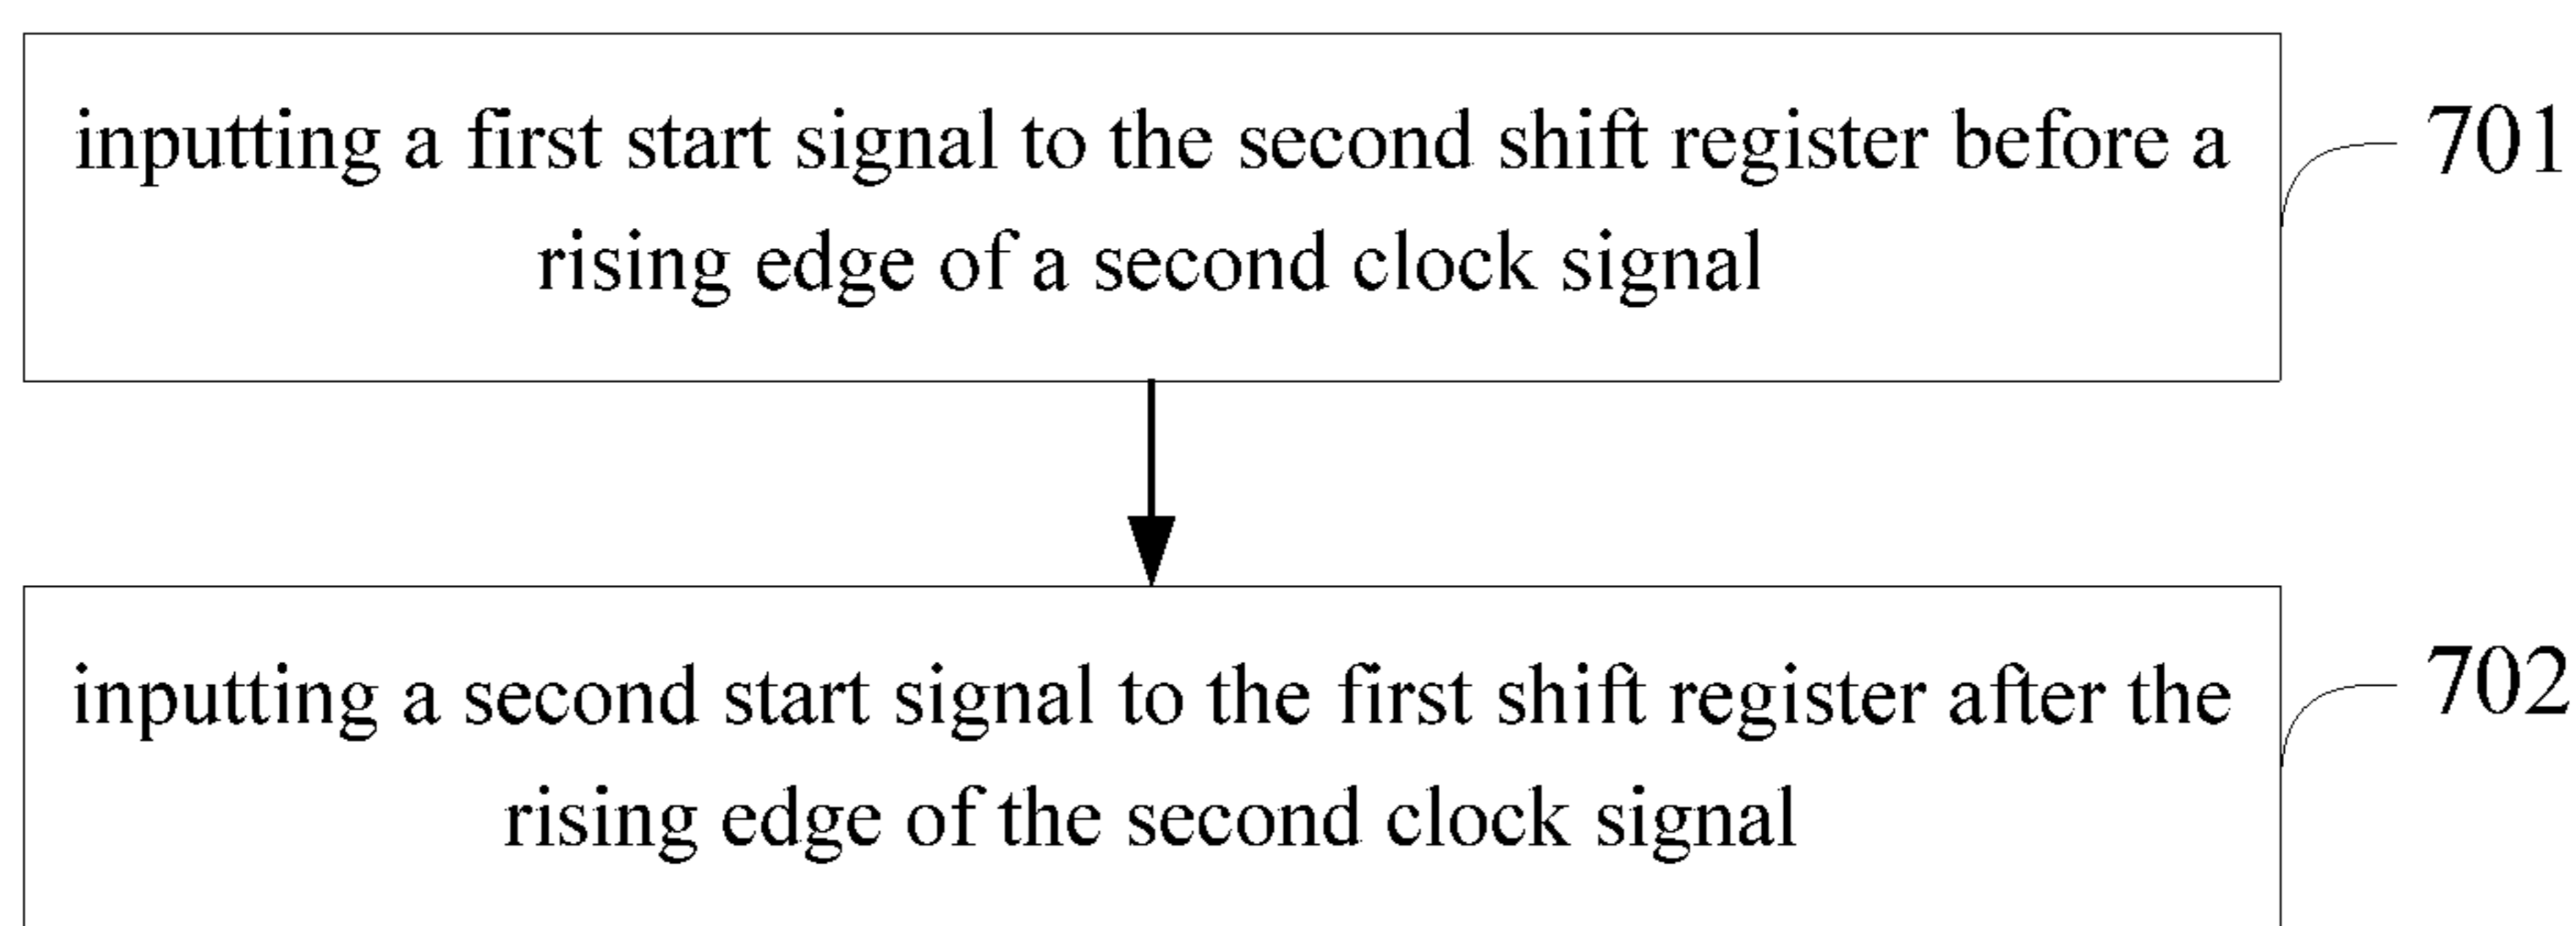 inputting a first start signal to the second shift register before a
rising edge of a second clock signal
701
inputting a second start signal to the first shift register after the
rising edge of the second clock signal
702